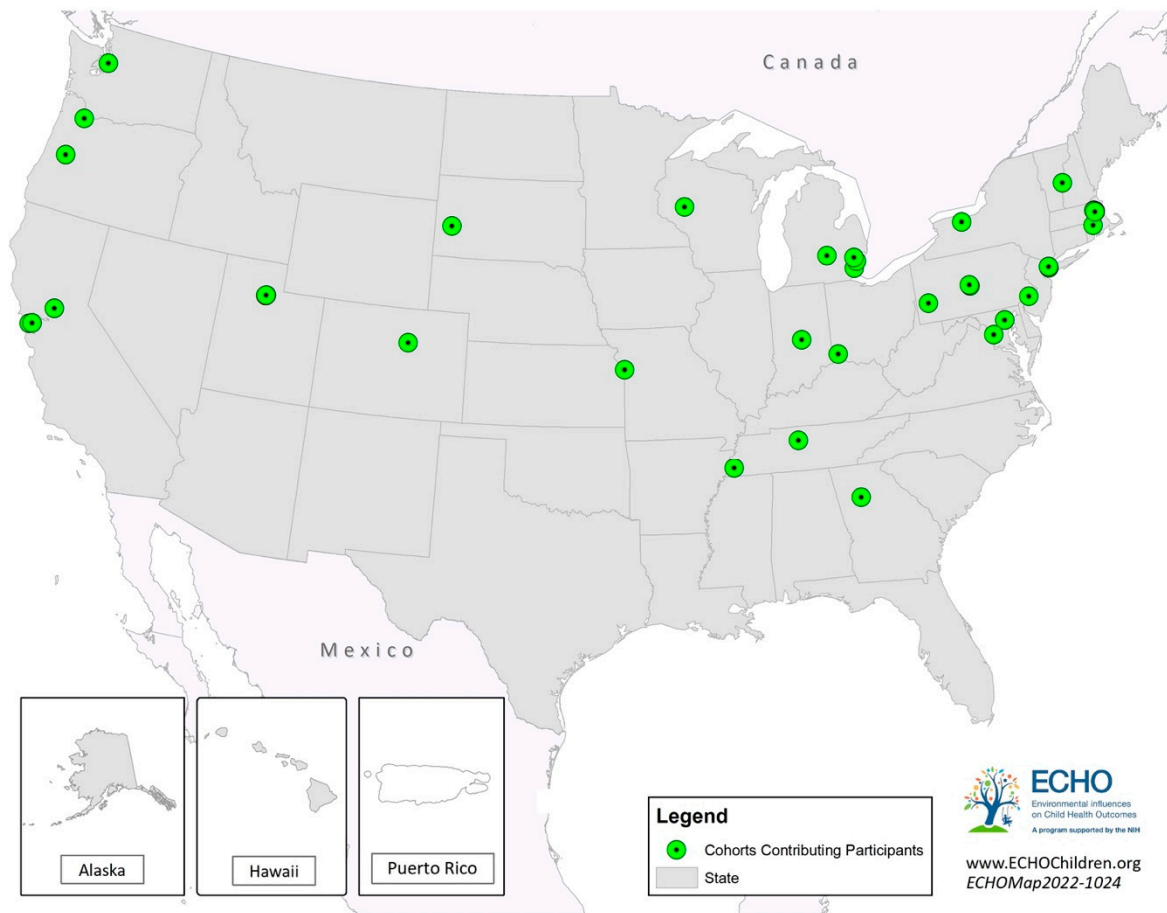 Canada
Mexico
Alaska
Hawaii
Puerto Rico
Legend
Cohorts Contributing Participants
State
ECHO
Environmental influences
on Child Health Outcomes
A program supported by the NIH
www.ECHOChildren.org
ECHOMap2022-1024